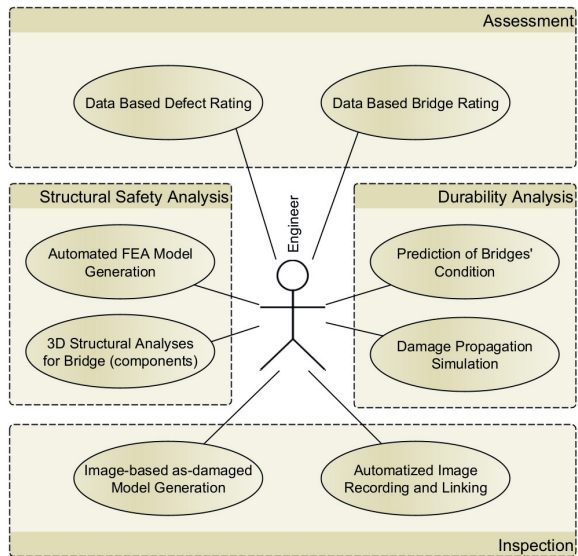 Assessment
Data Based Defect Rating
Data Based Bridge Rating
Structural Safety Analysis
Automated FEA Model
Generation
3D Structural Analyses
for Bridge (components)
Engineer
Durability Analysis
Prediction of Bridges'
Condition
Damage Propagation
Simulation
Image-based as-damaged
Model Generation
Automatized Image
Recording and Linking
Inspection